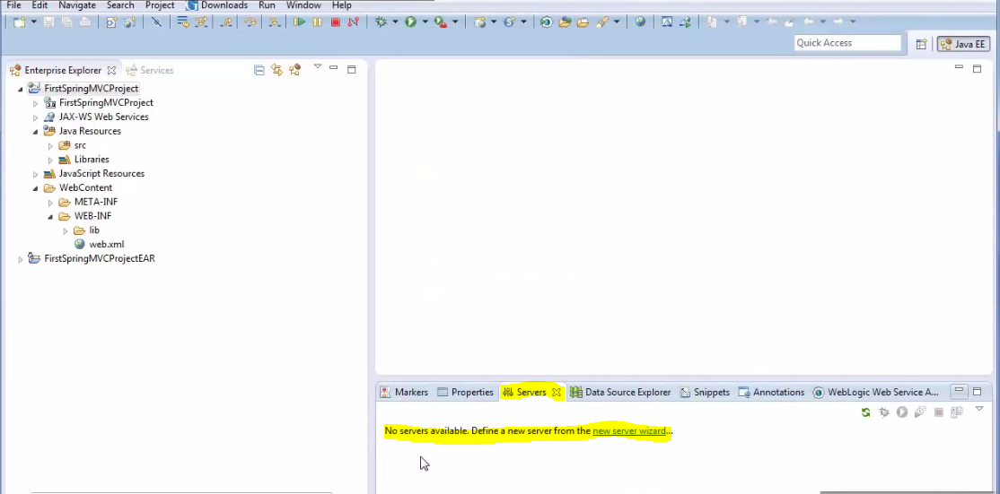 File Edit Navigate Search Project Downloads Run Window Help
Quick Access
Java EE
Enterprise Explorer Services
FirstSpringMVCProject
FirstSpringMVCProject
JAX-WS Web Services
Java Resources
src
Libraries
JavaScript Resources
WebContent
META-INF
WEB-INF
lib
web.xml
FirstSpringMVCProjectEAR
Markers Properties Servers Data Source Explorer Snippets Annotations WebLogic Web Service A...
No servers available. Define a new server from the new server wizard...